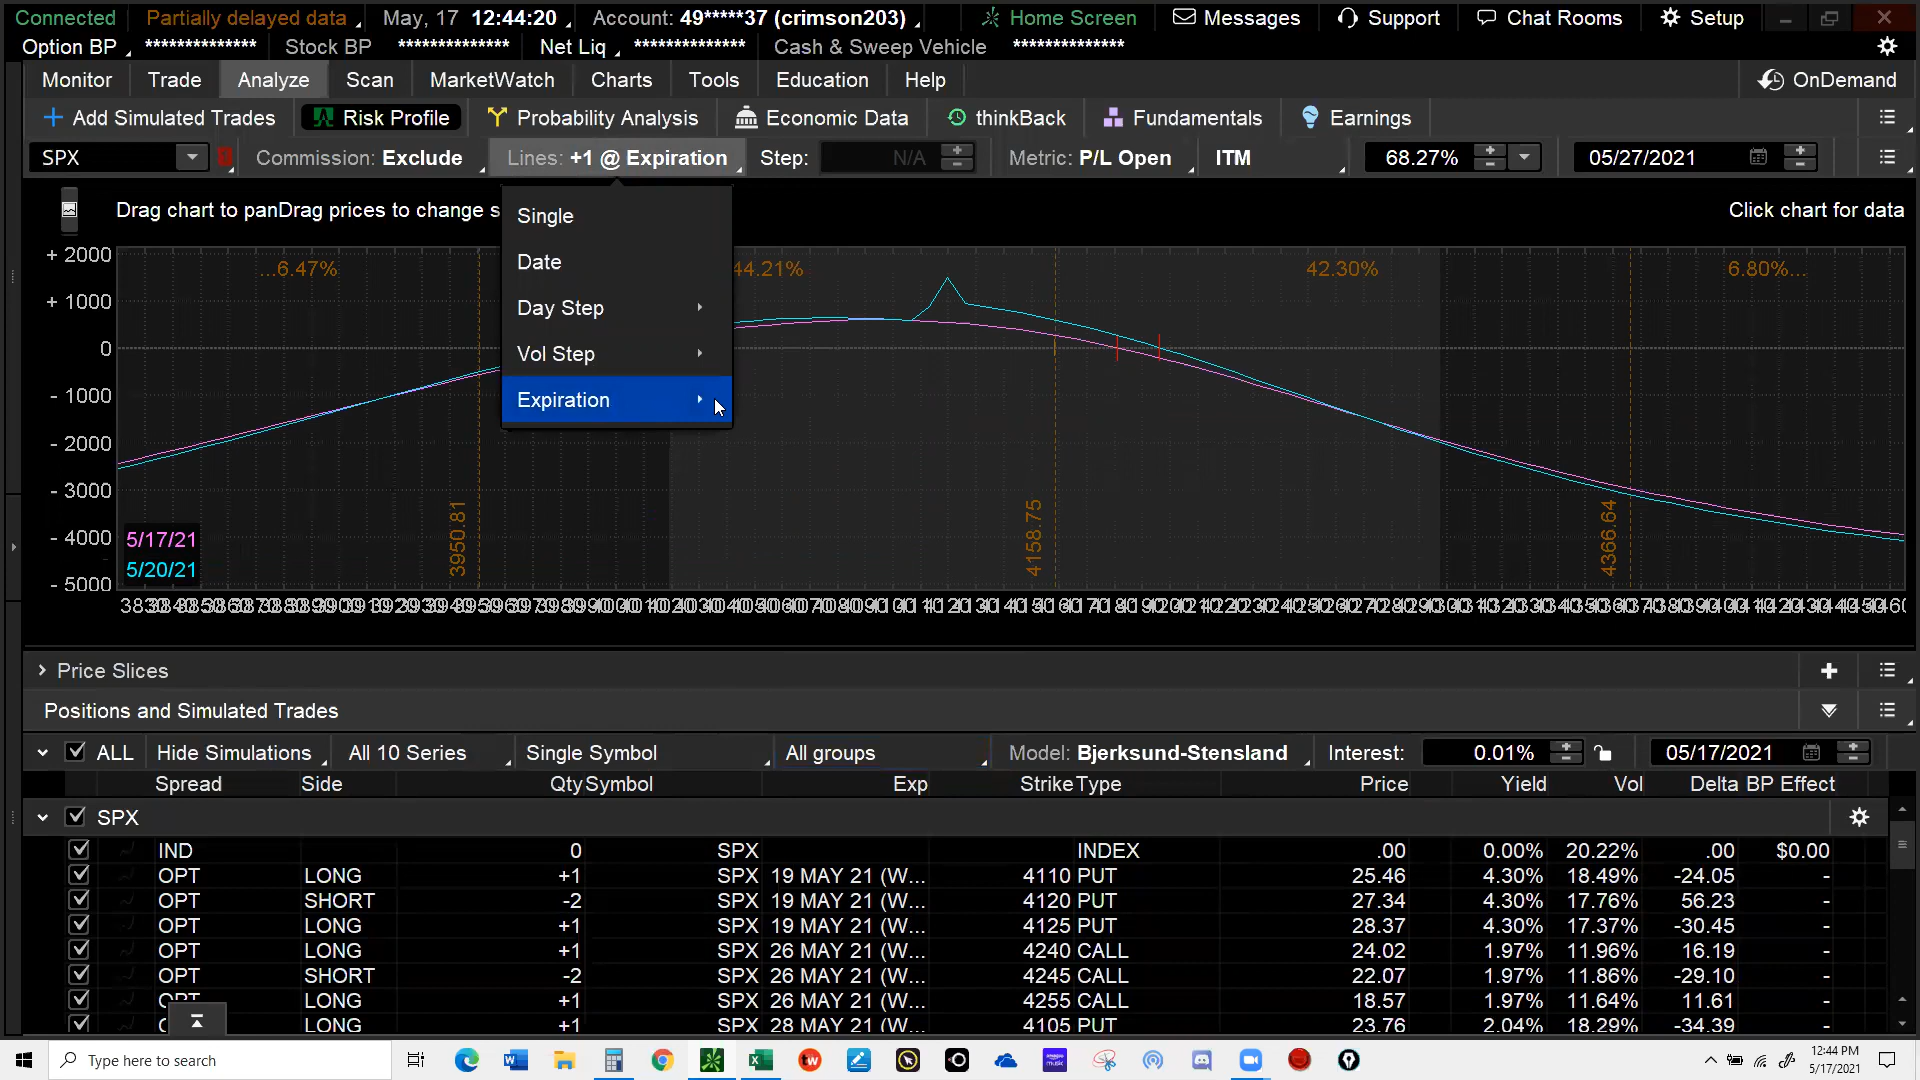 Connected Partially delayed data May, 17 12:44:20 Account: 49*****37 (crimson203) Home Screen Messages Support Chat Rooms Setup
Option BP ************** Stock BP ************** Net Liq ************** Cash & Sweep Vehicle **************
Monitor Trade Analyze Scan MarketWatch Charts Tools Education Help OnDemand
Add Simulated Trades Risk Profile Probability Analysis Economic Data thinkBack Fundamentals Earnings
SPX Commission: Exclude Lines: +1 @ Expiration Step: N/A Metric: P/L Open ITM 68.27% 05/27/2021
Drag chart to panDrag prices to change s Click chart for data
Single
Date
Day Step
Vol Step
Expiration
...6.47% 44.21% 42.30% 6.80%...
+ 2000
+ 1000
0
- 1000
- 2000
- 3000
- 4000
- 5000
3950.81 4158.75 4366.64
5/17/21
5/20/21
Price Slices
Positions and Simulated Trades
ALL Hide Simulations All 10 Series Single Symbol All groups Model: Bjerksund-Stensland Interest: 0.01% 05/17/2021
Spread Side Qty Symbol Exp Strike Type Price Yield Vol Delta BP Effect
SPX
IND 0 SPX INDEX .00 0.00% 20.22% .00 $0.00
OPT LONG +1 SPX 19 MAY 21 (W... 4110 PUT 25.46 4.30% 18.49% -24.05 -
OPT SHORT -2 SPX 19 MAY 21 (W... 4120 PUT 27.34 4.30% 17.76% 56.23 -
OPT LONG +1 SPX 19 MAY 21 (W... 4125 PUT 28.37 4.30% 17.37% -30.45 -
OPT LONG +1 SPX 26 MAY 21 (W... 4240 CALL 24.02 1.97% 11.96% 16.19 -
OPT SHORT -2 SPX 26 MAY 21 (W... 4245 CALL 22.07 1.97% 11.86% -29.10 -
OPT LONG +1 SPX 26 MAY 21 (W... 4255 CALL 18.57 1.97% 11.64% 11.61 -
LONG +1 SPX 28 MAY 21 (W... 4105 PUT 23.76 2.04% 18.29% -34.39 -
Type here to search
12:44 PM
5/17/2021